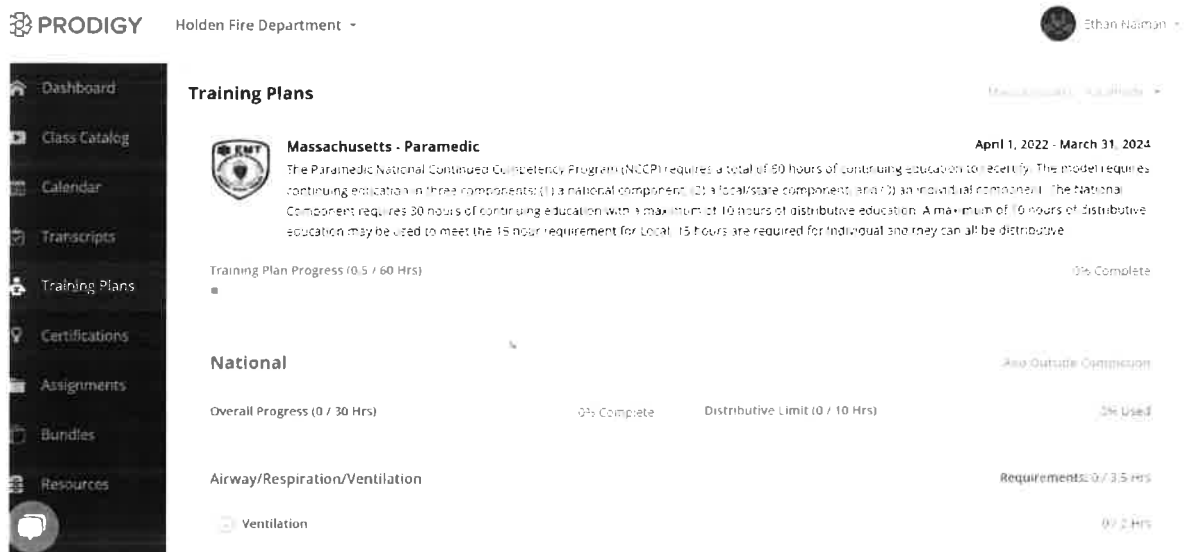 PRODIGY
Holden Fire Department
Ethan Naiman
Dashboard
Class Catalog
Calendar
Transcripts
Training Plans
Certifications
Assignments
Bundles
Resources
Training Plans
Massachusetts - Paramedic
EMT
Massachusetts - Paramedic
April 1, 2022 - March 31, 2024
The Paramedic National Continued Competency Program (NCCP) requires a total of 60 hours of continuing education to recertify. The model requires
continuing education in three components: (1) a national component, (2) a local/state component, and (3) an individual component. The National
Component requires 30 hours of continuing education with a maximum of 10 hours of distributive education. A maximum of 10 hours of distributive
education may be used to meet the 15 hour requirement for Local. 15 hours are required for Individual and they can all be distributive.
Training Plan Progress (0.5 / 60 Hrs)
0% Complete
National
Add Outside Completion
Overall Progress (0 / 30 Hrs)
0% Complete
Distributive Limit (0 / 10 Hrs)
0% Used
Airway/Respiration/Ventilation
Requirements: 0 / 3.5 Hrs
Ventilation
0 / 2 Hrs